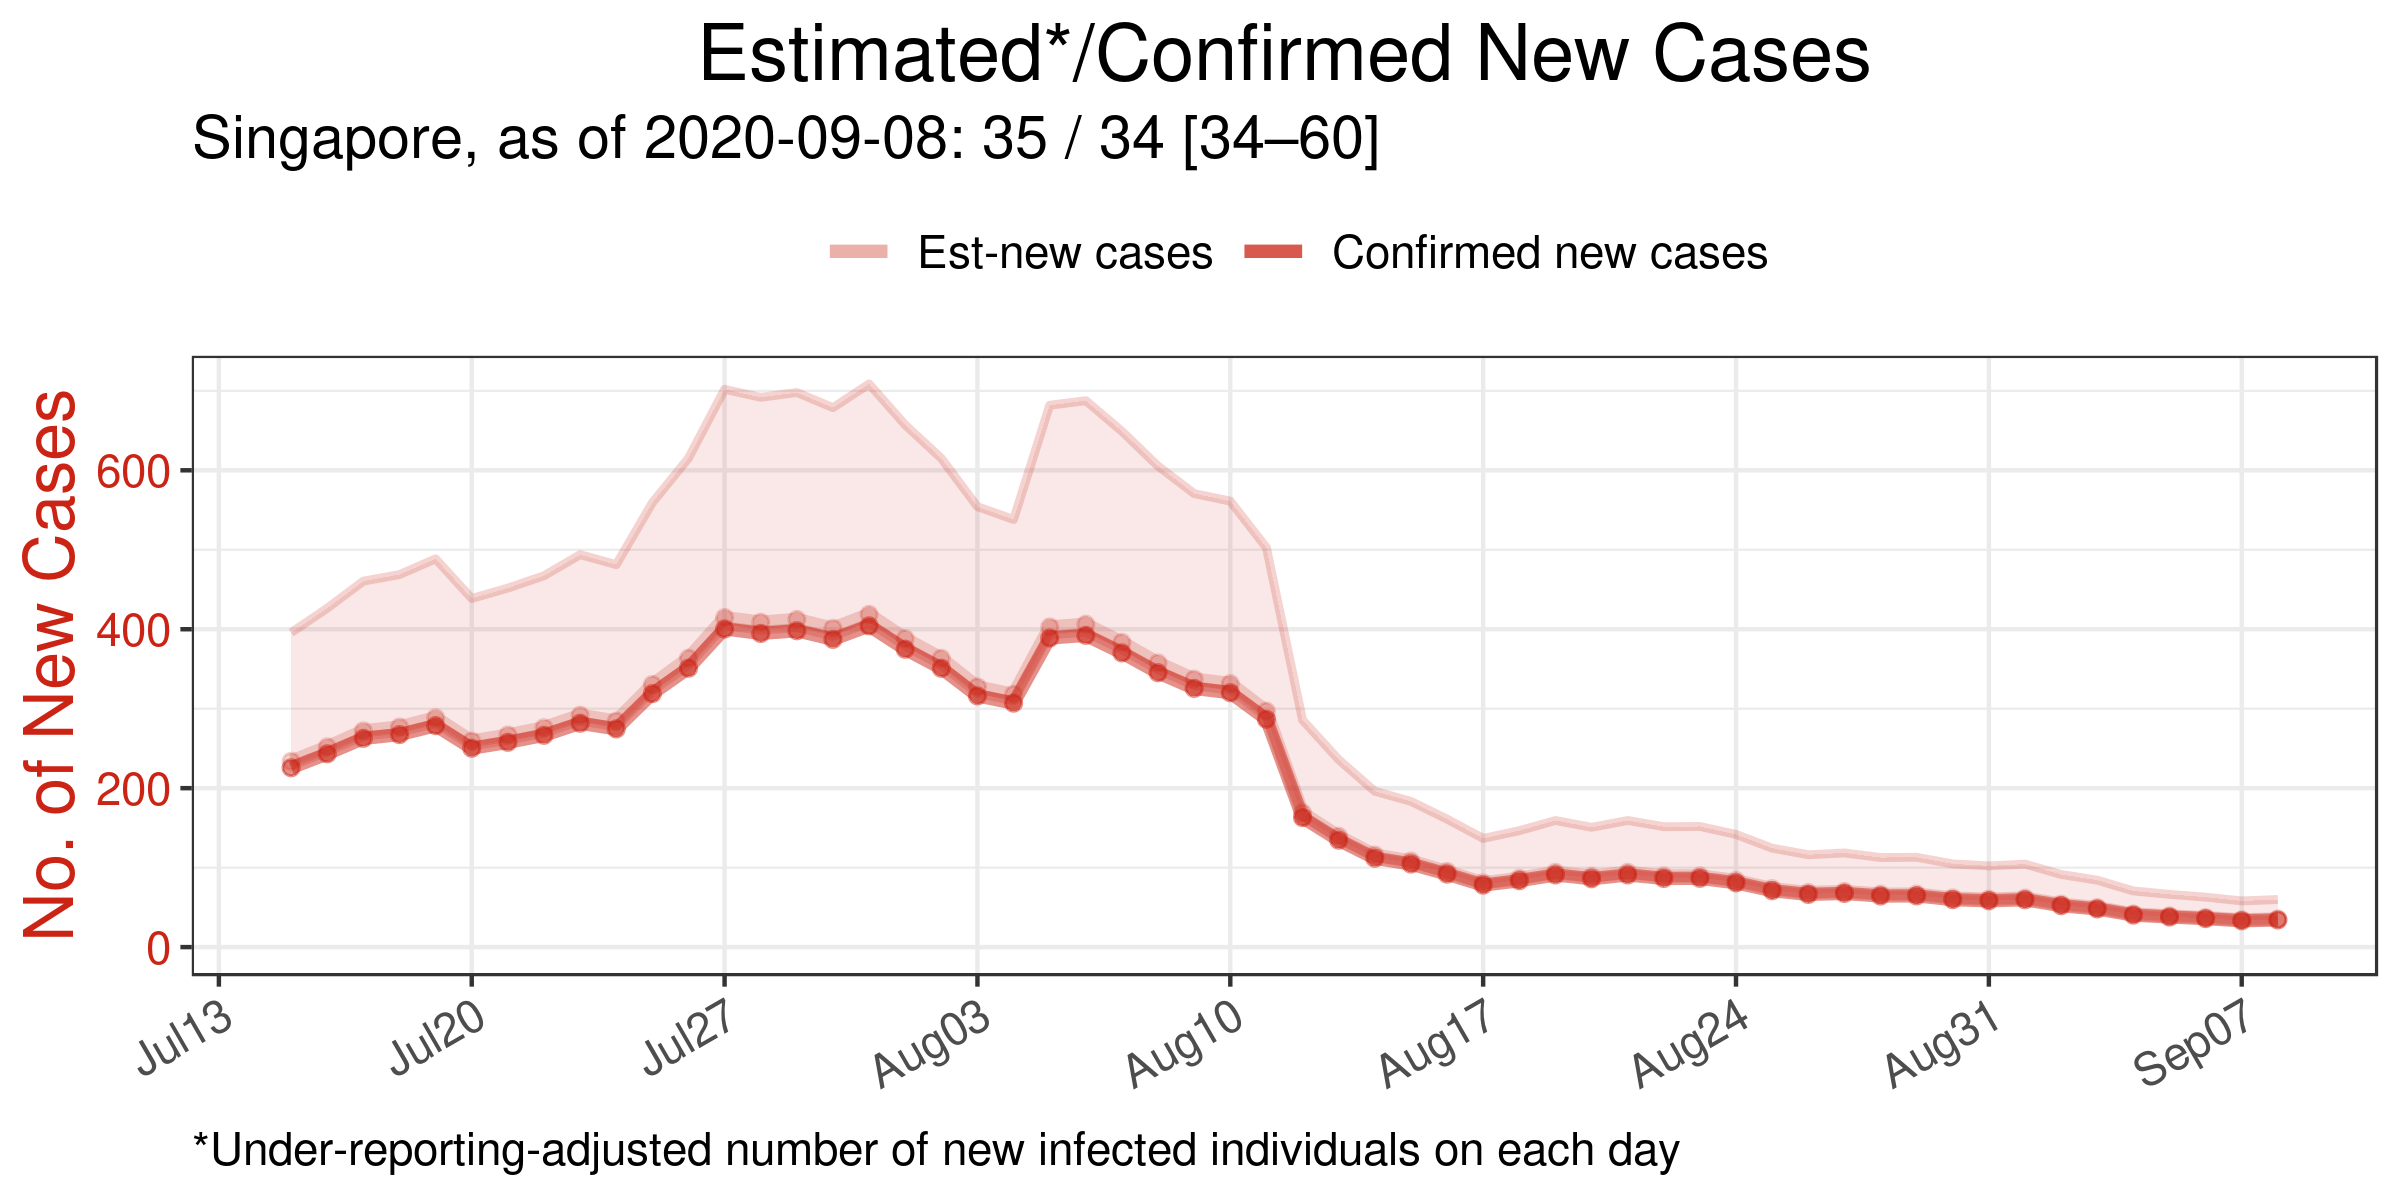 Estimated*/Confirmed New Cases
Singapore, as of 2020-09-08: 35 / 34 [34–60]
Est-new cases Confirmed new cases
No. of New Cases
600
400
200
0
Jul13 Jul20 Jul27 Aug03 Aug10 Aug17 Aug24 Aug31 Sep07
*Under-reporting-adjusted number of new infected individuals on each day